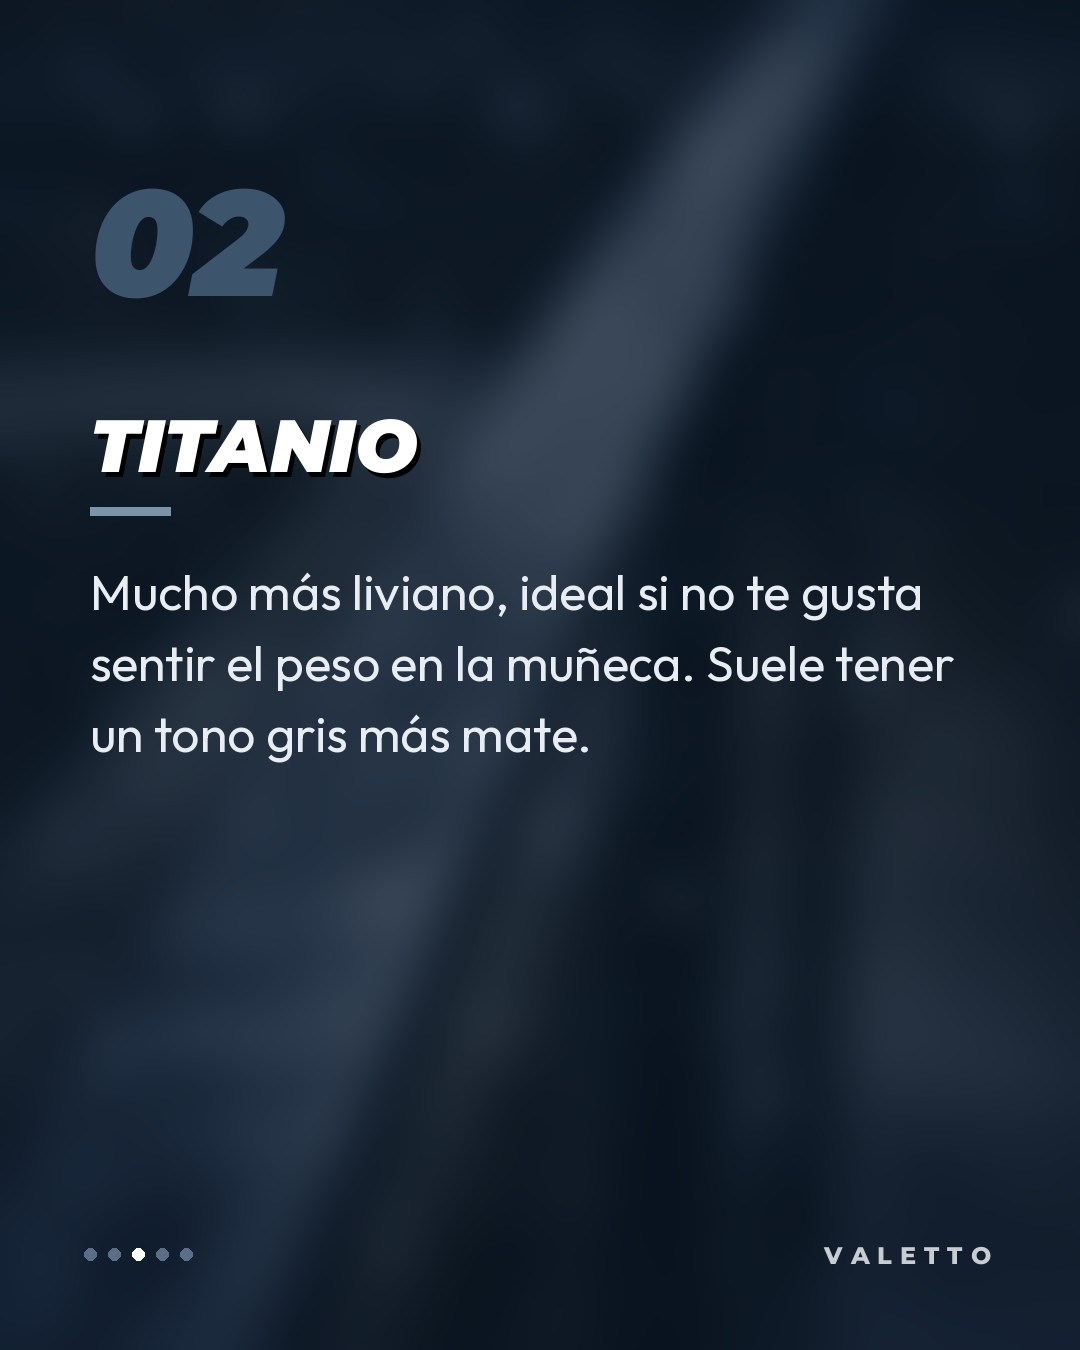 02
TITANIO
Mucho más liviano, ideal si no te gusta
sentir el peso en la muñeca. Suele tener
un tono gris más mate.
VALETTO